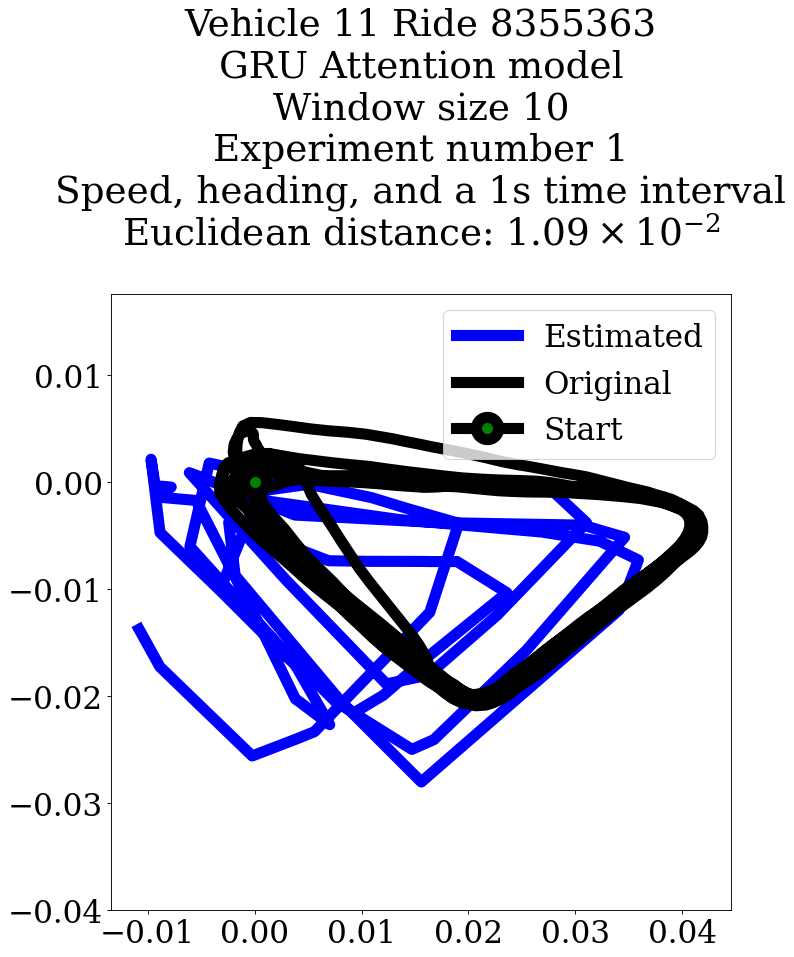 Vehicle 11 Ride 8355363
GRU Attention model
Window size 10
Experiment number 1
Speed, heading, and a 1s time interval
Euclidean distance: 1.09 × 10⁻²
Estimated
Original
Start
0.01
0.00
−0.01
−0.02
−0.03
−0.04
−0.01 0.00 0.01 0.02 0.03 0.04